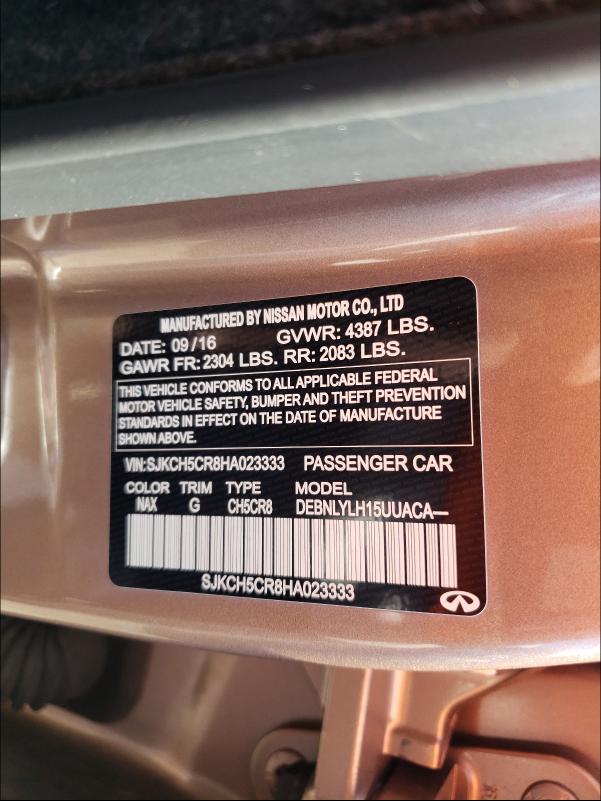 MANUFACTURED BY NISSAN MOTOR CO., LTD
DATE: 09/16 GVWR: 4387 LBS.
GAWR FR: 2304 LBS. RR: 2083 LBS.
THIS VEHICLE CONFORMS TO ALL APPLICABLE FEDERAL
MOTOR VEHICLE SAFETY, BUMPER AND THEFT PREVENTION
STANDARDS IN EFFECT ON THE DATE OF MANUFACTURE
SHOWN ABOVE.
VIN:SJKCH5CR8HA023333 PASSENGER CAR
COLOR TRIM TYPE MODEL
NAX G CH5CR8 DEBNLYLH15UUACA—
SJKCH5CR8HA023333